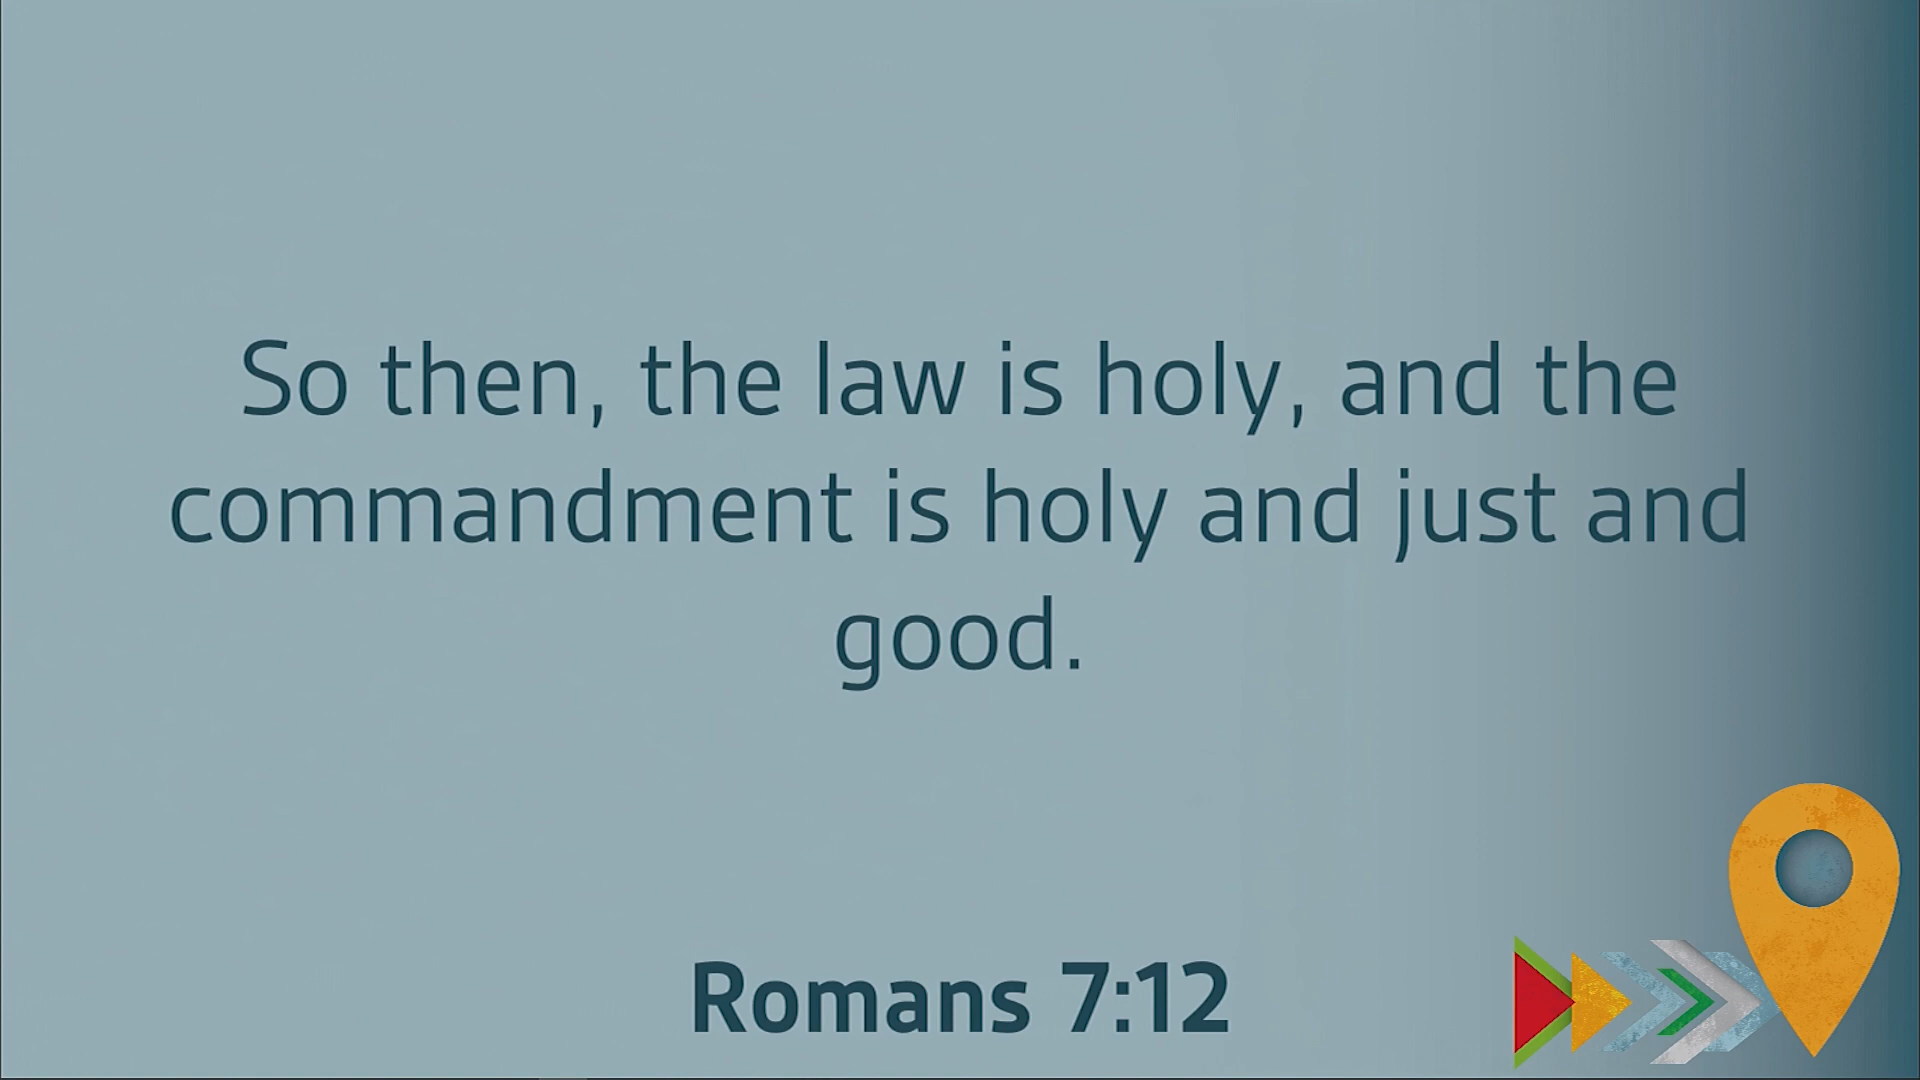 So then, the law is holy, and the
commandment is holy and just and
good.
Romans 7:12